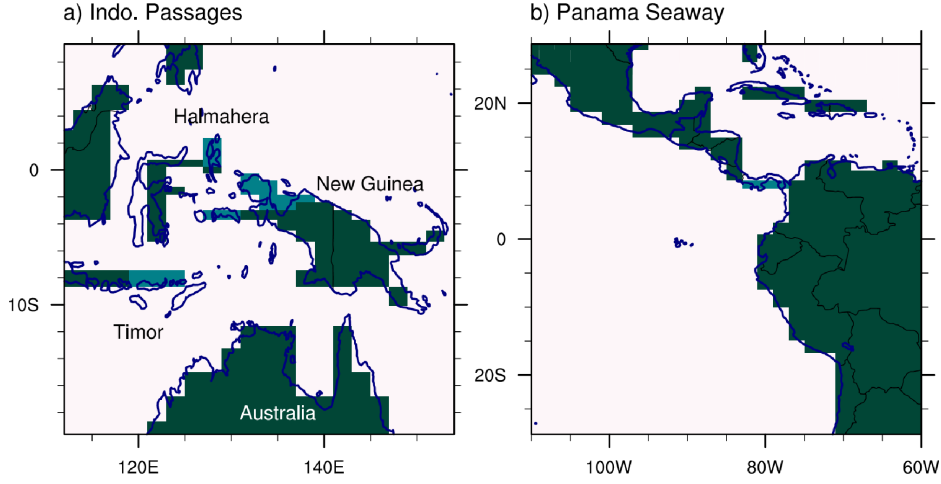 a) Indo. Passages
b) Panama Seaway
Halmahera
New Guinea
Timor
Australia
0
10S
120E
140E
20N
0
20S
100W
80W
60W